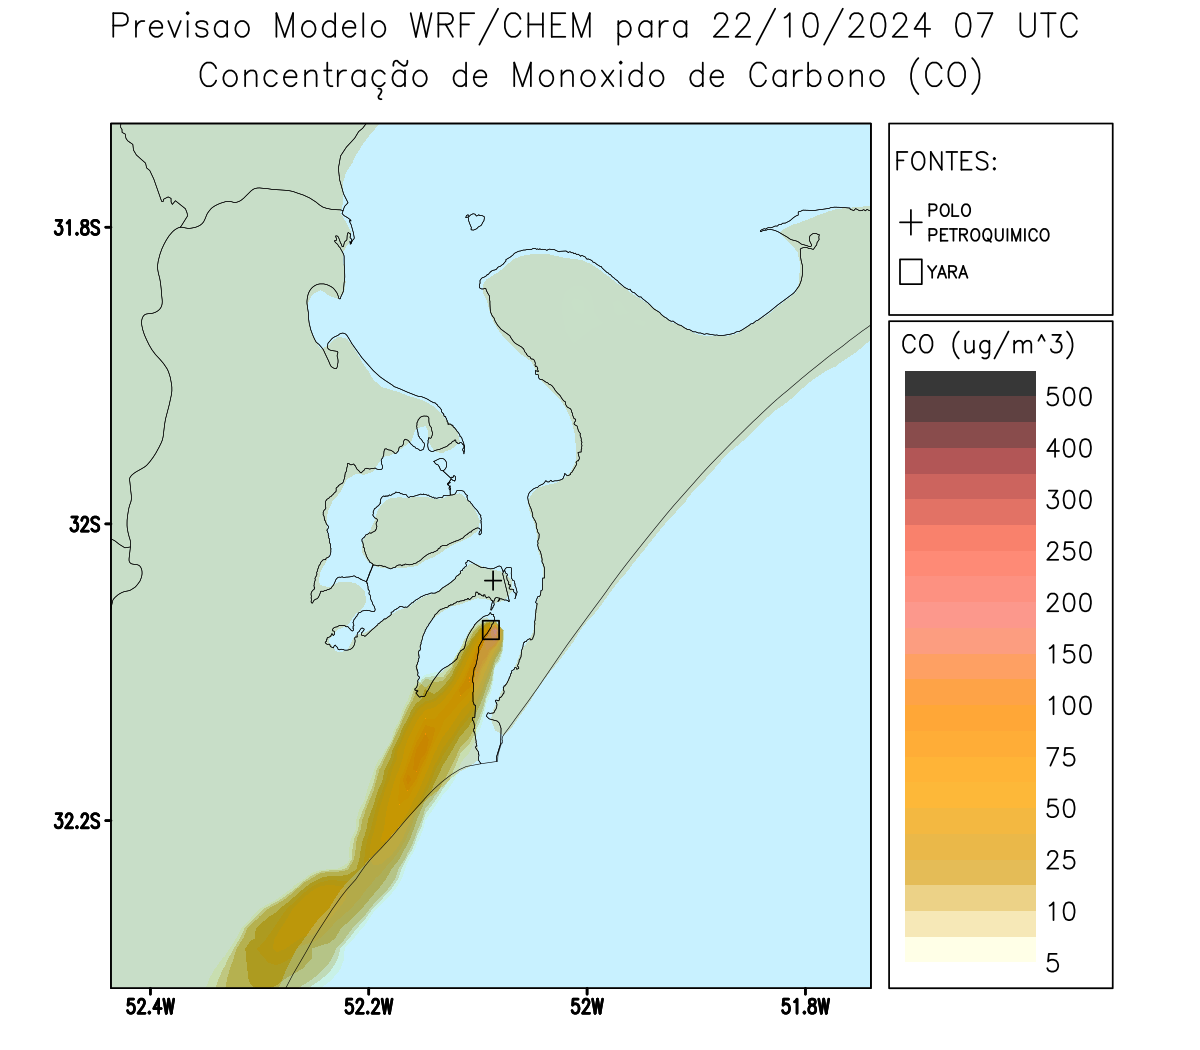 Previsao Modelo WRF/CHEM para 22/10/2024 07 UTC
Concentração de Monoxido de Carbono (CO)
FONTES:
POLO
PETROQUIMICO
YARA
CO (ug/m^3)
500
400
300
250
200
150
100
75
50
25
10
5
31.8S
32S
32.2S
52.4W
52.2W
52W
51.8W